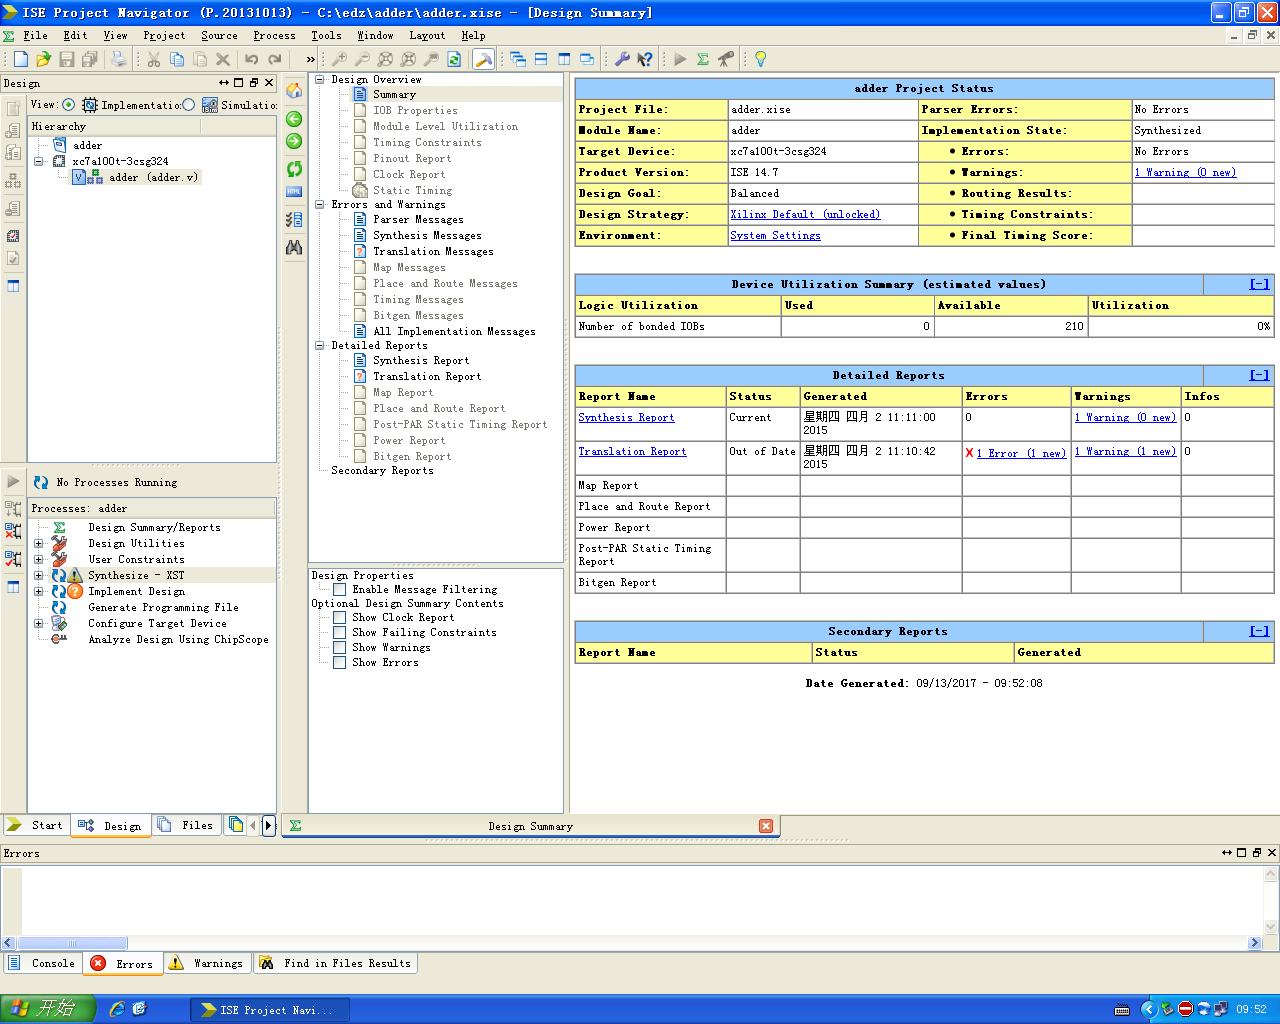 ISE Project Navigator (P.20131013) - C:\edz\adder\adder.xise - [Design Summary]
File Edit View Project Source Process Tools Window Layout Help
Design
View: Implementatio: Simulatio:
Hierarchy
adder
xc7a100t-3csg324
adder (adder.v)
No Processes Running
Processes: adder
Design Summary/Reports
Design Utilities
User Constraints
Synthesize - XST
Implement Design
Generate Programming File
Configure Target Device
Analyze Design Using ChipScope
Start Design Files
Design Overview
Summary
IOB Properties
Module Level Utilization
Timing Constraints
Pinout Report
Clock Report
Static Timing
Errors and Warnings
Parser Messages
Synthesis Messages
Translation Messages
Map Messages
Place and Route Messages
Timing Messages
Bitgen Messages
All Implementation Messages
Detailed Reports
Synthesis Report
Translation Report
Map Report
Place and Route Report
Post-PAR Static Timing Report
Power Report
Bitgen Report
Secondary Reports
Design Properties
Enable Message Filtering
Optional Design Summary Contents
Show Clock Report
Show Failing Constraints
Show Warnings
Show Errors
adder Project Status
Project File: adder.xise Parser Errors: No Errors
Module Name: adder Implementation State: Synthesized
Target Device: xc7a100t-3csg324 • Errors: No Errors
Product Version: ISE 14.7 • Warnings: 1 Warning (0 new)
Design Goal: Balanced • Routing Results:
Design Strategy: Xilinx Default (unlocked) • Timing Constraints:
Environment: System Settings • Final Timing Score:
Device Utilization Summary (estimated values) [-]
Logic Utilization Used Available Utilization
Number of bonded IOBs 0 210 0%
Detailed Reports [-]
Report Name Status Generated Errors Warnings Infos
Synthesis Report Current 星期四 四月 2 11:11:00 2015 0 1 Warning (0 new) 0
Translation Report Out of Date 星期四 四月 2 11:10:42 2015 X 1 Error (1 new) 1 Warning (1 new) 0
Map Report
Place and Route Report
Power Report
Post-PAR Static Timing Report
Bitgen Report
Secondary Reports [-]
Report Name Status Generated
Date Generated: 09/13/2017 - 09:52:08
Design Summary
Errors
Console Errors Warnings Find in Files Results
开始 ISE Project Navi... 09:52